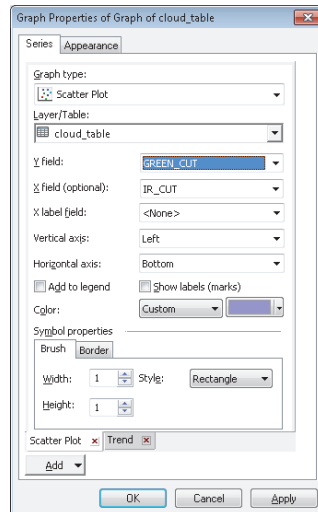 Graph Properties of Graph of cloud_table
Series Appearance
Graph type:
Scatter Plot
Layer/Table:
cloud_table
Y field: GREEN_CUT
X field (optional): IR_CUT
X label field: <None>
Vertical axis: Left
Horizontal axis: Bottom
Add to legend Show labels (marks)
Color: Custom
Symbol properties
Brush Border
Width: 1 Style: Rectangle
Height: 1
Scatter Plot Trend
Add
OK Cancel Apply